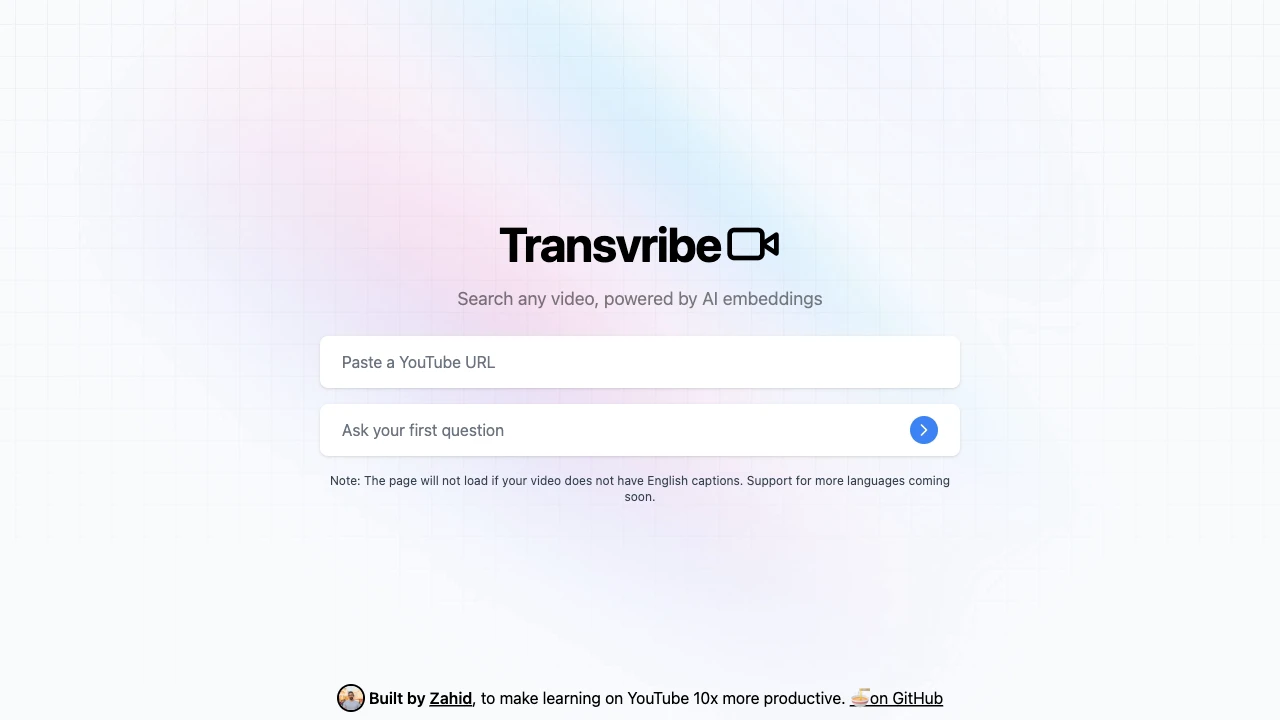 Transvribe
Search any video, powered by AI embeddings
Paste a YouTube URL
Ask your first question
Note: The page will not load if your video does not have English captions. Support for more languages coming
soon.
Built by Zahid, to make learning on YouTube 10x more productive. 🍜on GitHub